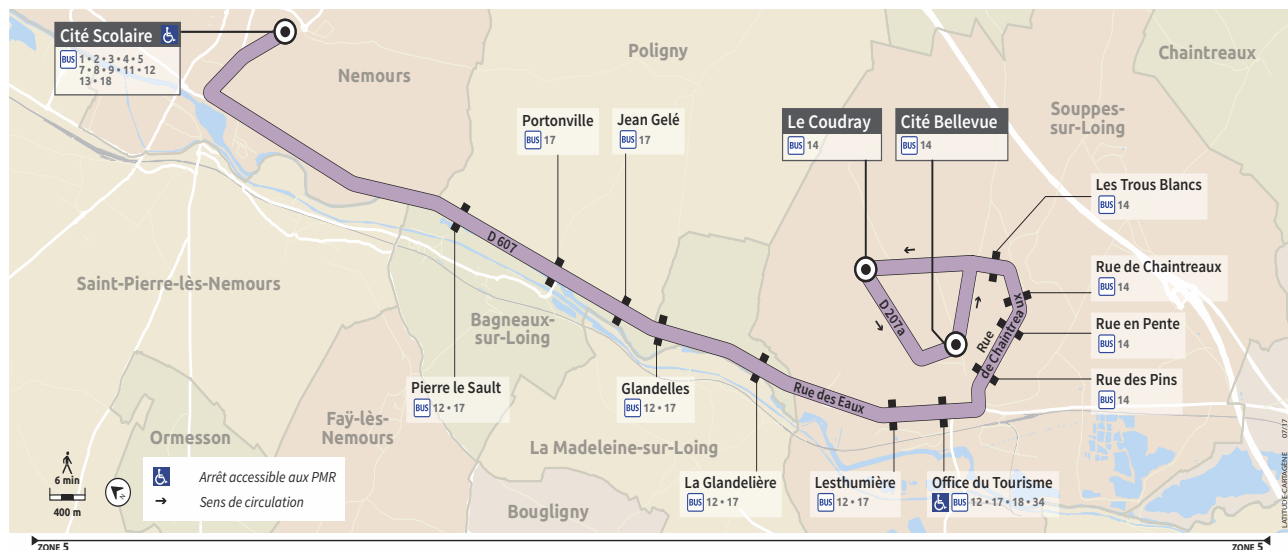 Cité Scolaire
BUS 1 • 2 • 3 • 4 • 5
7 • 8 • 9 • 11 • 12
13 • 18
Nemours
Poligny
Chaintreaux
Souppes-
sur-Loing
Portonville
BUS 17
Jean Gelé
BUS 17
Le Coudray
BUS 14
Cité Bellevue
BUS 14
Les Trous Blancs
BUS 14
Rue de Chaintreaux
BUS 14
Rue en Pente
BUS 14
Rue des Pins
BUS 14
D 607
D 207a
Rue
de Chaintreaux
Rue des Eaux
Saint-Pierre-lès-Nemours
Bagneaux-
sur-Loing
Pierre le Sault
BUS 12 • 17
Glandelles
BUS 12 • 17
Ormesson
Faÿ-lès-
Nemours
La Madeleine-sur-Loing
Bougligny
La Glandelière
BUS 12 • 17
Lesthumière
BUS 12 • 17
Office du Tourisme
BUS 12 • 17 • 18 • 34
6 min
400 m
N
Arrêt accessible aux PMR
Sens de circulation
LATITUDE-CARTAGÈNE 07/17
ZONE 5
ZONE 5